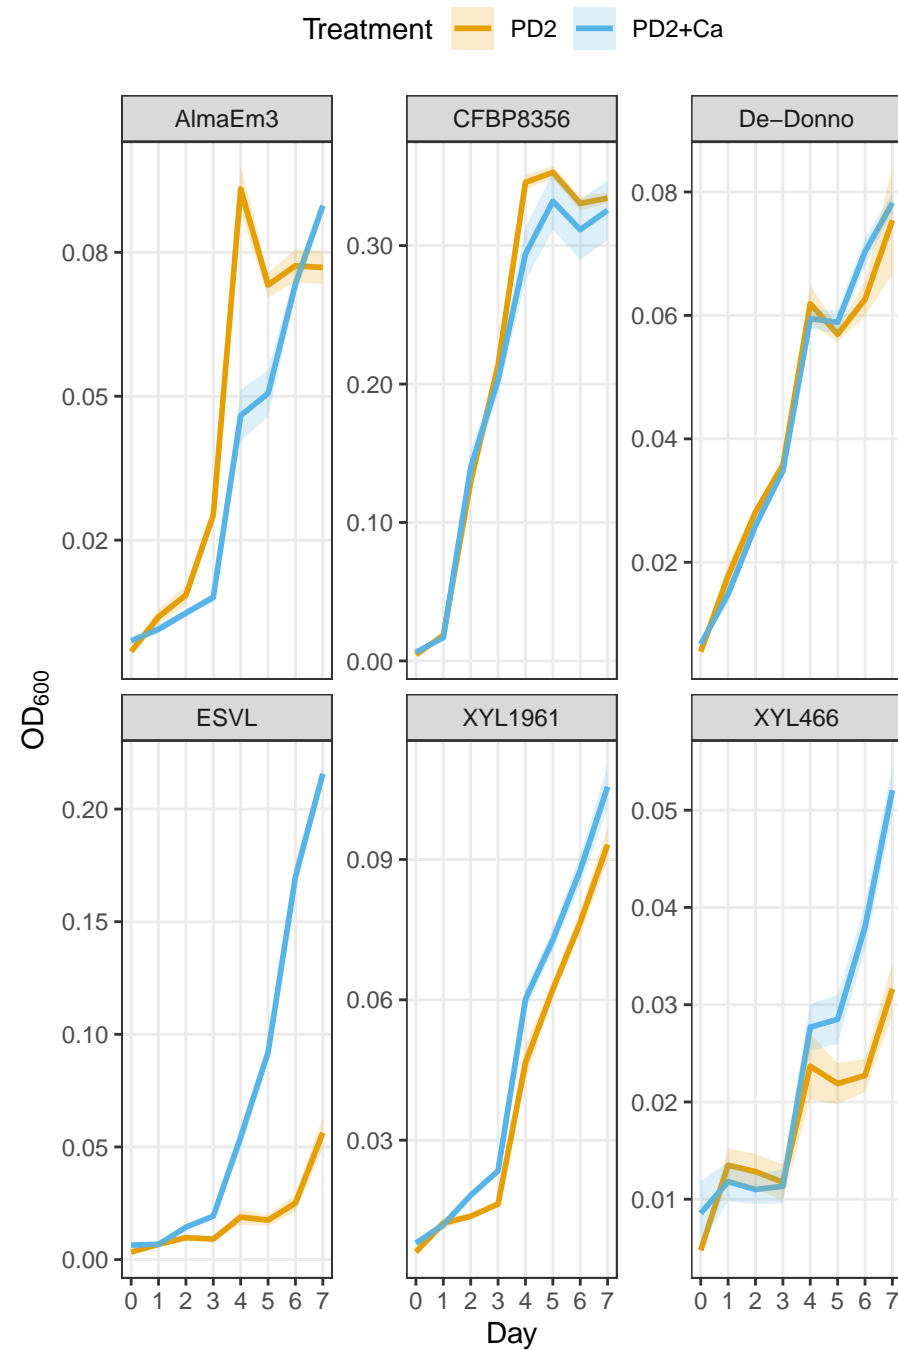 Treatment PD2 PD2+Ca
AlmaEm3 CFBP8356 De−Donno
0.08 0.30 0.08
0.05 0.20 0.06
0.02 0.10 0.04
0.00 0.02
OD600
ESVL XYL1961 XYL466
0.20 0.09 0.05
0.15 0.06 0.04
0.10 0.03 0.03
0.05 0.02
0.00 0.01
0 1 2 3 4 5 6 7 0 1 2 3 4 5 6 7 0 1 2 3 4 5 6 7
Day